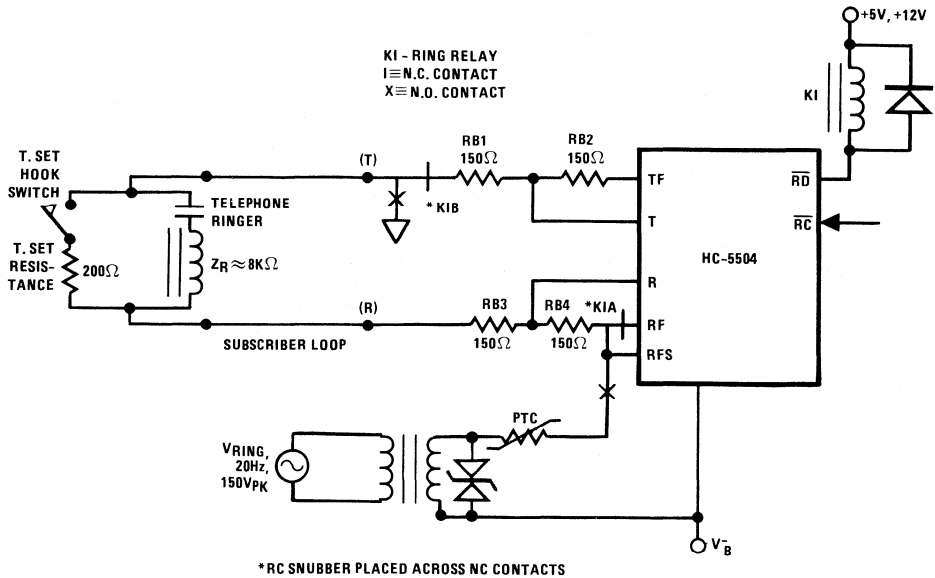 +5V, +12V
KI – RING RELAY
I≡N.C. CONTACT
X≡N.O. CONTACT
KI
RB1
150Ω
RB2
150Ω
T. SET
HOOK
SWITCH
(T)
TF
RD
* KIB
TELEPHONE
RINGER
T
RC
T. SET
RESIS-
TANCE
200Ω
ZR≈8KΩ
HC-5504
R
(R)
RB3
150Ω
RB4
150Ω
*KIA
RF
SUBSCRIBER LOOP
RFS
PTC
VRING,
20Hz,
150VPK
V-B
*RC SNUBBER PLACED ACROSS NC CONTACTS